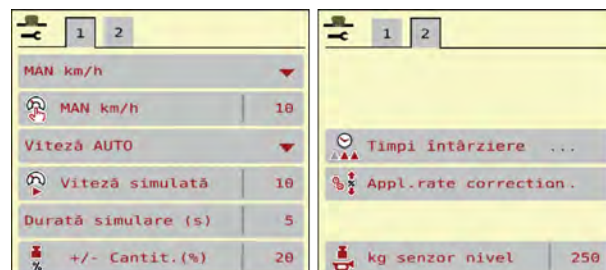 1 2
MAN km/h
MAN km/h 10
Viteză AUTO
Viteză simulată 10
Durată simulare (s) 5
+/- Cantit.(%) 20
1 2
Timpi întârziere ...
Appl.rate correction.
kg senzor nivel 250